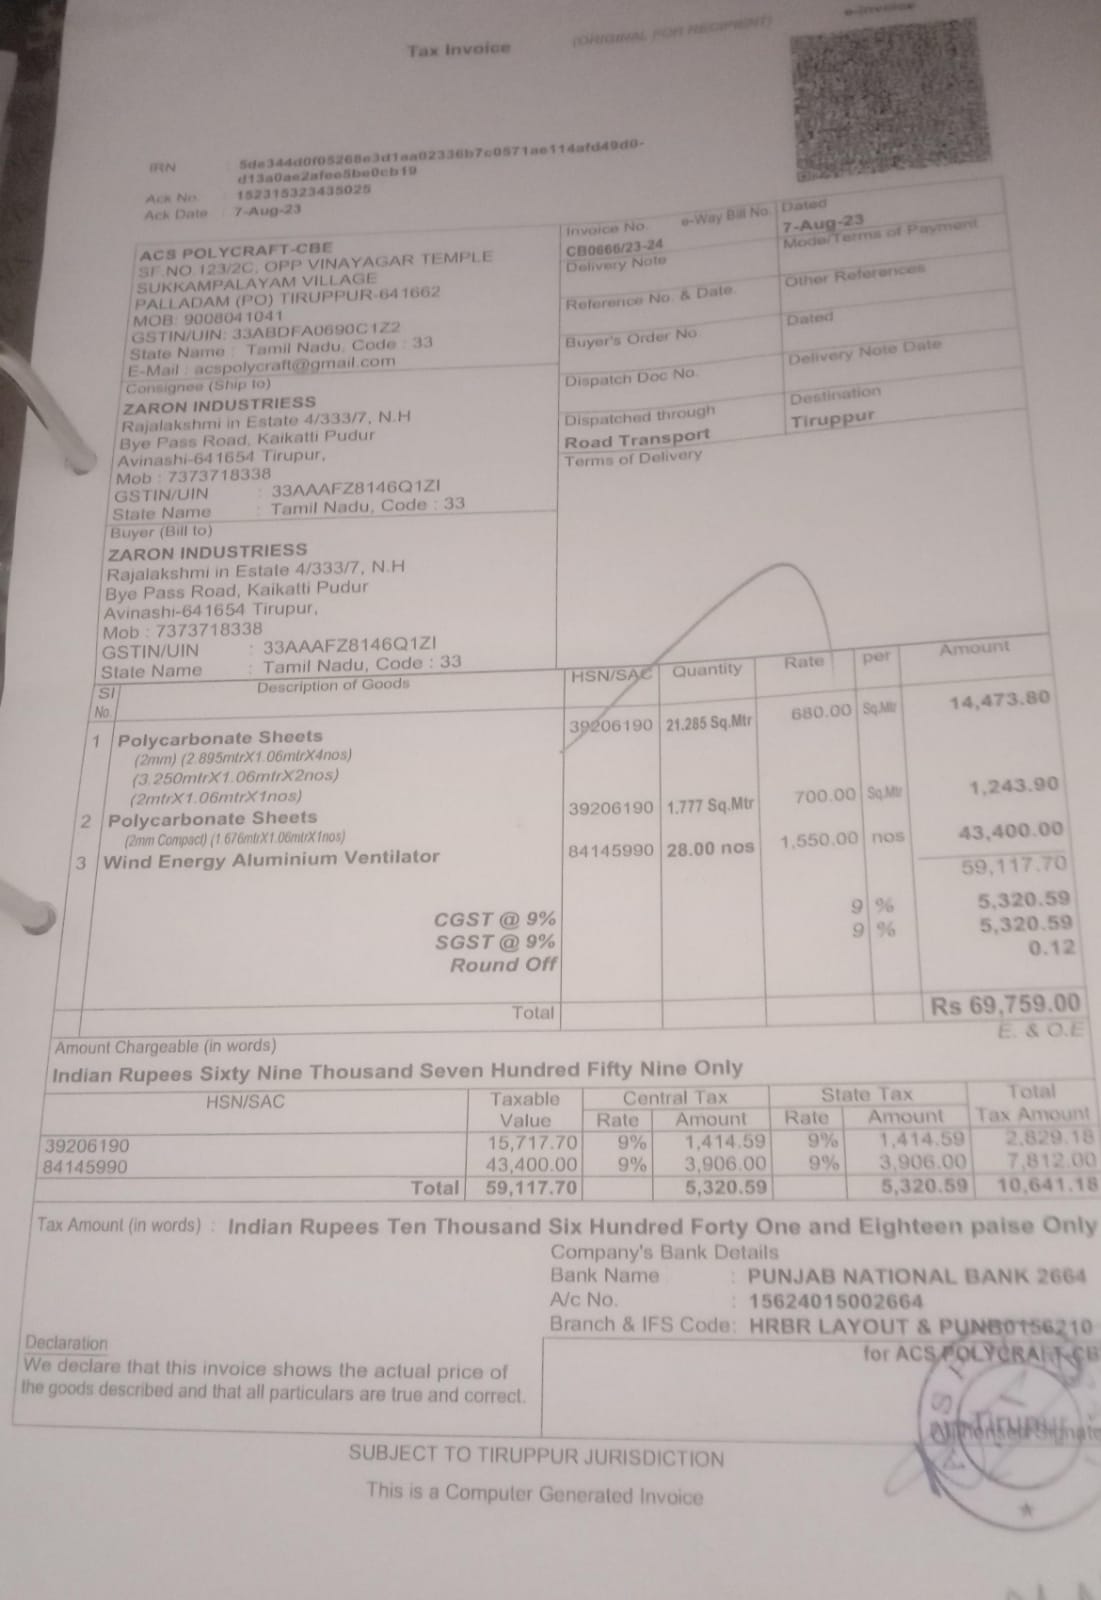 e-Invoice
Tax Invoice
(ORIGINAL FOR RECIPIENT)
IRN : 5de344d0f05268e3d1aa02336b7c0571ae114afd49d0-
d13a0ae2afee5be0cb19
Ack No. : 152315323435025
Ack Date : 7-Aug-23
ACS POLYCRAFT-CBE
SF.NO.123/2C, OPP VINAYAGAR TEMPLE
SUKKAMPALAYAM VILLAGE
PALLADAM (PO) TIRUPPUR-641662
MOB: 9008041041
GSTIN/UIN: 33ABDFA0690C1Z2
State Name : Tamil Nadu, Code : 33
E-Mail : acspolycraft@gmail.com
Invoice No. e-Way Bill No. Dated
CB0666/23-24 7-Aug-23
Delivery Note Mode/Terms of Payment
Reference No. & Date. Other References
Buyer's Order No. Dated
Dispatch Doc No. Delivery Note Date
Dispatched through Destination
Road Transport Tiruppur
Terms of Delivery
Consignee (Ship to)
ZARON INDUSTRIESS
Rajalakshmi in Estate 4/333/7, N.H
Bye Pass Road, Kaikatti Pudur
Avinashi-641654 Tirupur,
Mob : 7373718338
GSTIN/UIN : 33AAAFZ8146Q1ZI
State Name : Tamil Nadu, Code : 33
Buyer (Bill to)
ZARON INDUSTRIESS
Rajalakshmi in Estate 4/333/7, N.H
Bye Pass Road, Kaikatti Pudur
Avinashi-641654 Tirupur,
Mob : 7373718338
GSTIN/UIN : 33AAAFZ8146Q1ZI
State Name : Tamil Nadu, Code : 33
Sl No. Description of Goods HSN/SAC Quantity Rate per Amount
1 Polycarbonate Sheets 39206190 21.285 Sq.Mtr 680.00 Sq.Mtr 14,473.80
(2mm) (2.895mtrX1.06mtrX4nos)
(3.250mtrX1.06mtrX2nos)
(2mtrX1.06mtrX1nos)
2 Polycarbonate Sheets 39206190 1.777 Sq.Mtr 700.00 Sq.Mtr 1,243.90
(2mm Compact) (1.676mtrX1.06mtrX1nos)
3 Wind Energy Aluminium Ventilator 84145990 28.00 nos 1,550.00 nos 43,400.00
59,117.70
CGST @ 9% 9 % 5,320.59
SGST @ 9% 9 % 5,320.59
Round Off 0.12
Total Rs 69,759.00
Amount Chargeable (in words) E. & O.E
Indian Rupees Sixty Nine Thousand Seven Hundred Fifty Nine Only
HSN/SAC Taxable Value Central Tax State Tax Total Tax Amount
Rate Amount Rate Amount
39206190 15,717.70 9% 1,414.59 9% 1,414.59 2,829.18
84145990 43,400.00 9% 3,906.00 9% 3,906.00 7,812.00
Total 59,117.70 5,320.59 5,320.59 10,641.18
Tax Amount (in words) : Indian Rupees Ten Thousand Six Hundred Forty One and Eighteen paise Only
Company's Bank Details
Bank Name : PUNJAB NATIONAL BANK 2664
A/c No. : 15624015002664
Branch & IFS Code: HRBR LAYOUT & PUNB0156210
Declaration
We declare that this invoice shows the actual price of
the goods described and that all particulars are true and correct.
for ACS POLYCRAFT-CB
Tirupur
SUBJECT TO TIRUPPUR JURISDICTION
This is a Computer Generated Invoice